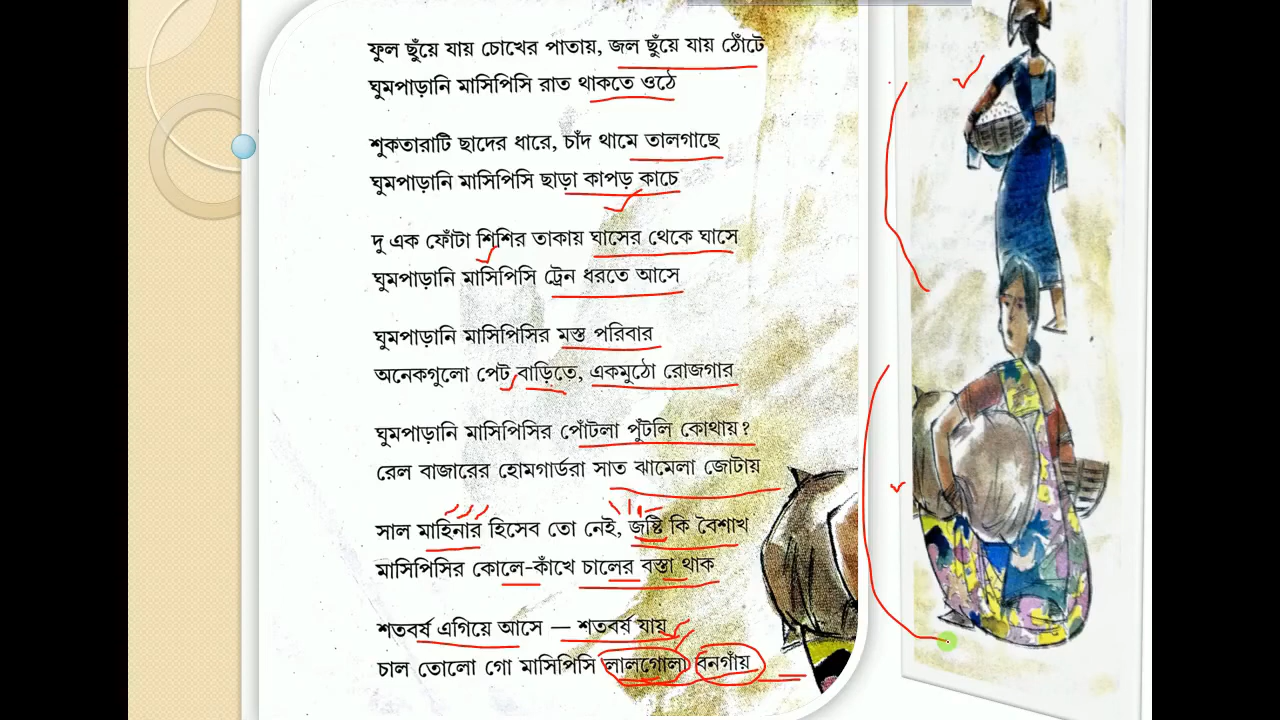 ফুল ছুঁয়ে যায় চোখের পাতায়, জল ছুঁয়ে যায় ঠোঁটে
ঘুমপাড়ানি মাসিপিসি রাত থাকতে ওঠে
শুকতারাটি ছাদের ধারে, চাঁদ থামে তালগাছে
ঘুমপাড়ানি মাসিপিসি ছাড়া কাপড় কাচে
দু এক ফোঁটা শিশির তাকায় ঘাসের থেকে ঘাসে
ঘুমপাড়ানি মাসিপিসি ট্রেন ধরতে আসে
ঘুমপাড়ানি মাসিপিসির মস্ত পরিবার
অনেকগুলো পেট বাড়িতে, একমুঠো রোজগার
ঘুমপাড়ানি মাসিপিসির পোঁটলা পুঁটলি কোথায়?
রেল বাজারের হোমগার্ডরা সাত ঝামেলা জোটায়
সাল মাহিনার হিসেব তো নেই, জষ্টি কি বৈশাখ
মাসিপিসির কোলে-কাঁখে চালের বস্তা থাক
শতবর্ষ এগিয়ে আসে — শতবর্ষ যায়
চাল তোলো গো মাসিপিসি লালগোলা বনগাঁয়